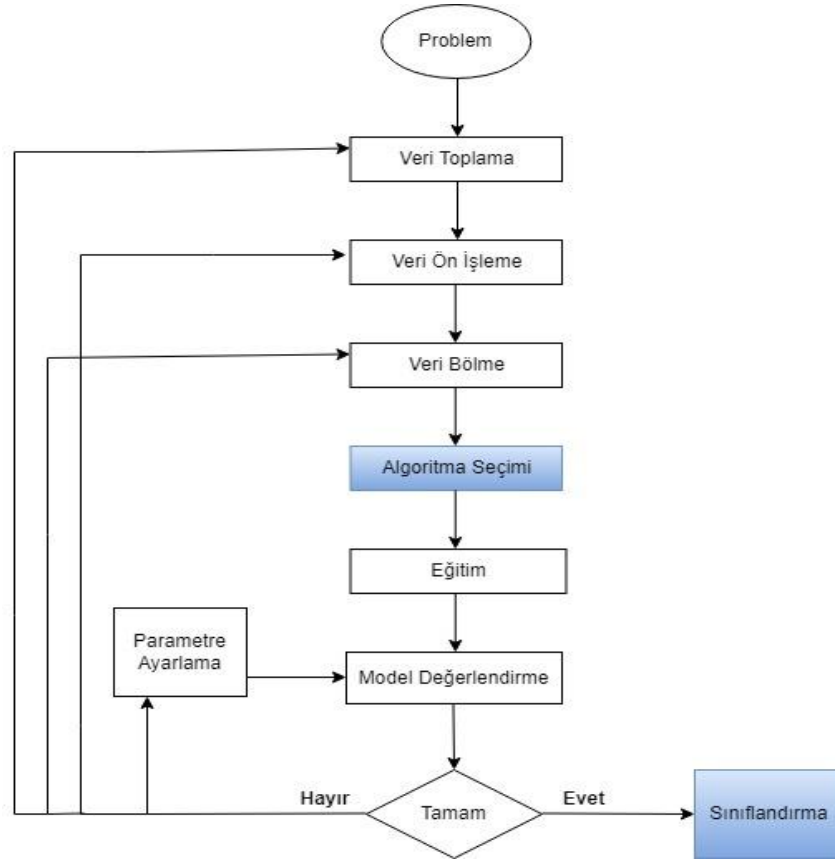 Problem
Veri Toplama
Veri Ön İşleme
Veri Bölme
Algoritma Seçimi
Eğitim
Parametre
Ayarlama
Model Değerlendirme
Hayır
Tamam
Evet
Sınıflandırma